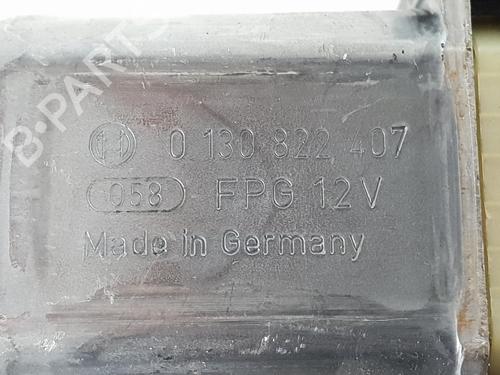 B-PARTS
0 130 822 407
058 FPG 12V
Made in Germany